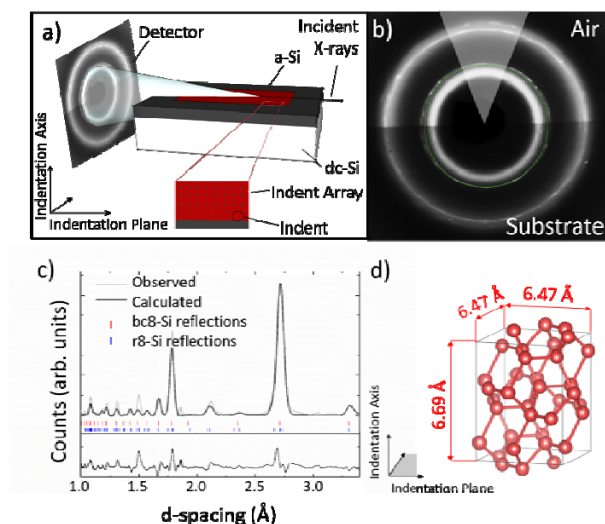 a)
Detector
Incident
X-rays
a-Si
dc-Si
Indentation Axis
Indentation Plane
Indent Array
Indent
b)
Air
Substrate
c)
Observed
Calculated
bc8-Si reflections
r8-Si reflections
Counts (arb. units)
1.0 1.5 2.0 2.5 3.0
d-spacing (Å)
d)
6.47 Å
6.47 Å
6.69 Å
Indentation Axis
Indentation Plane